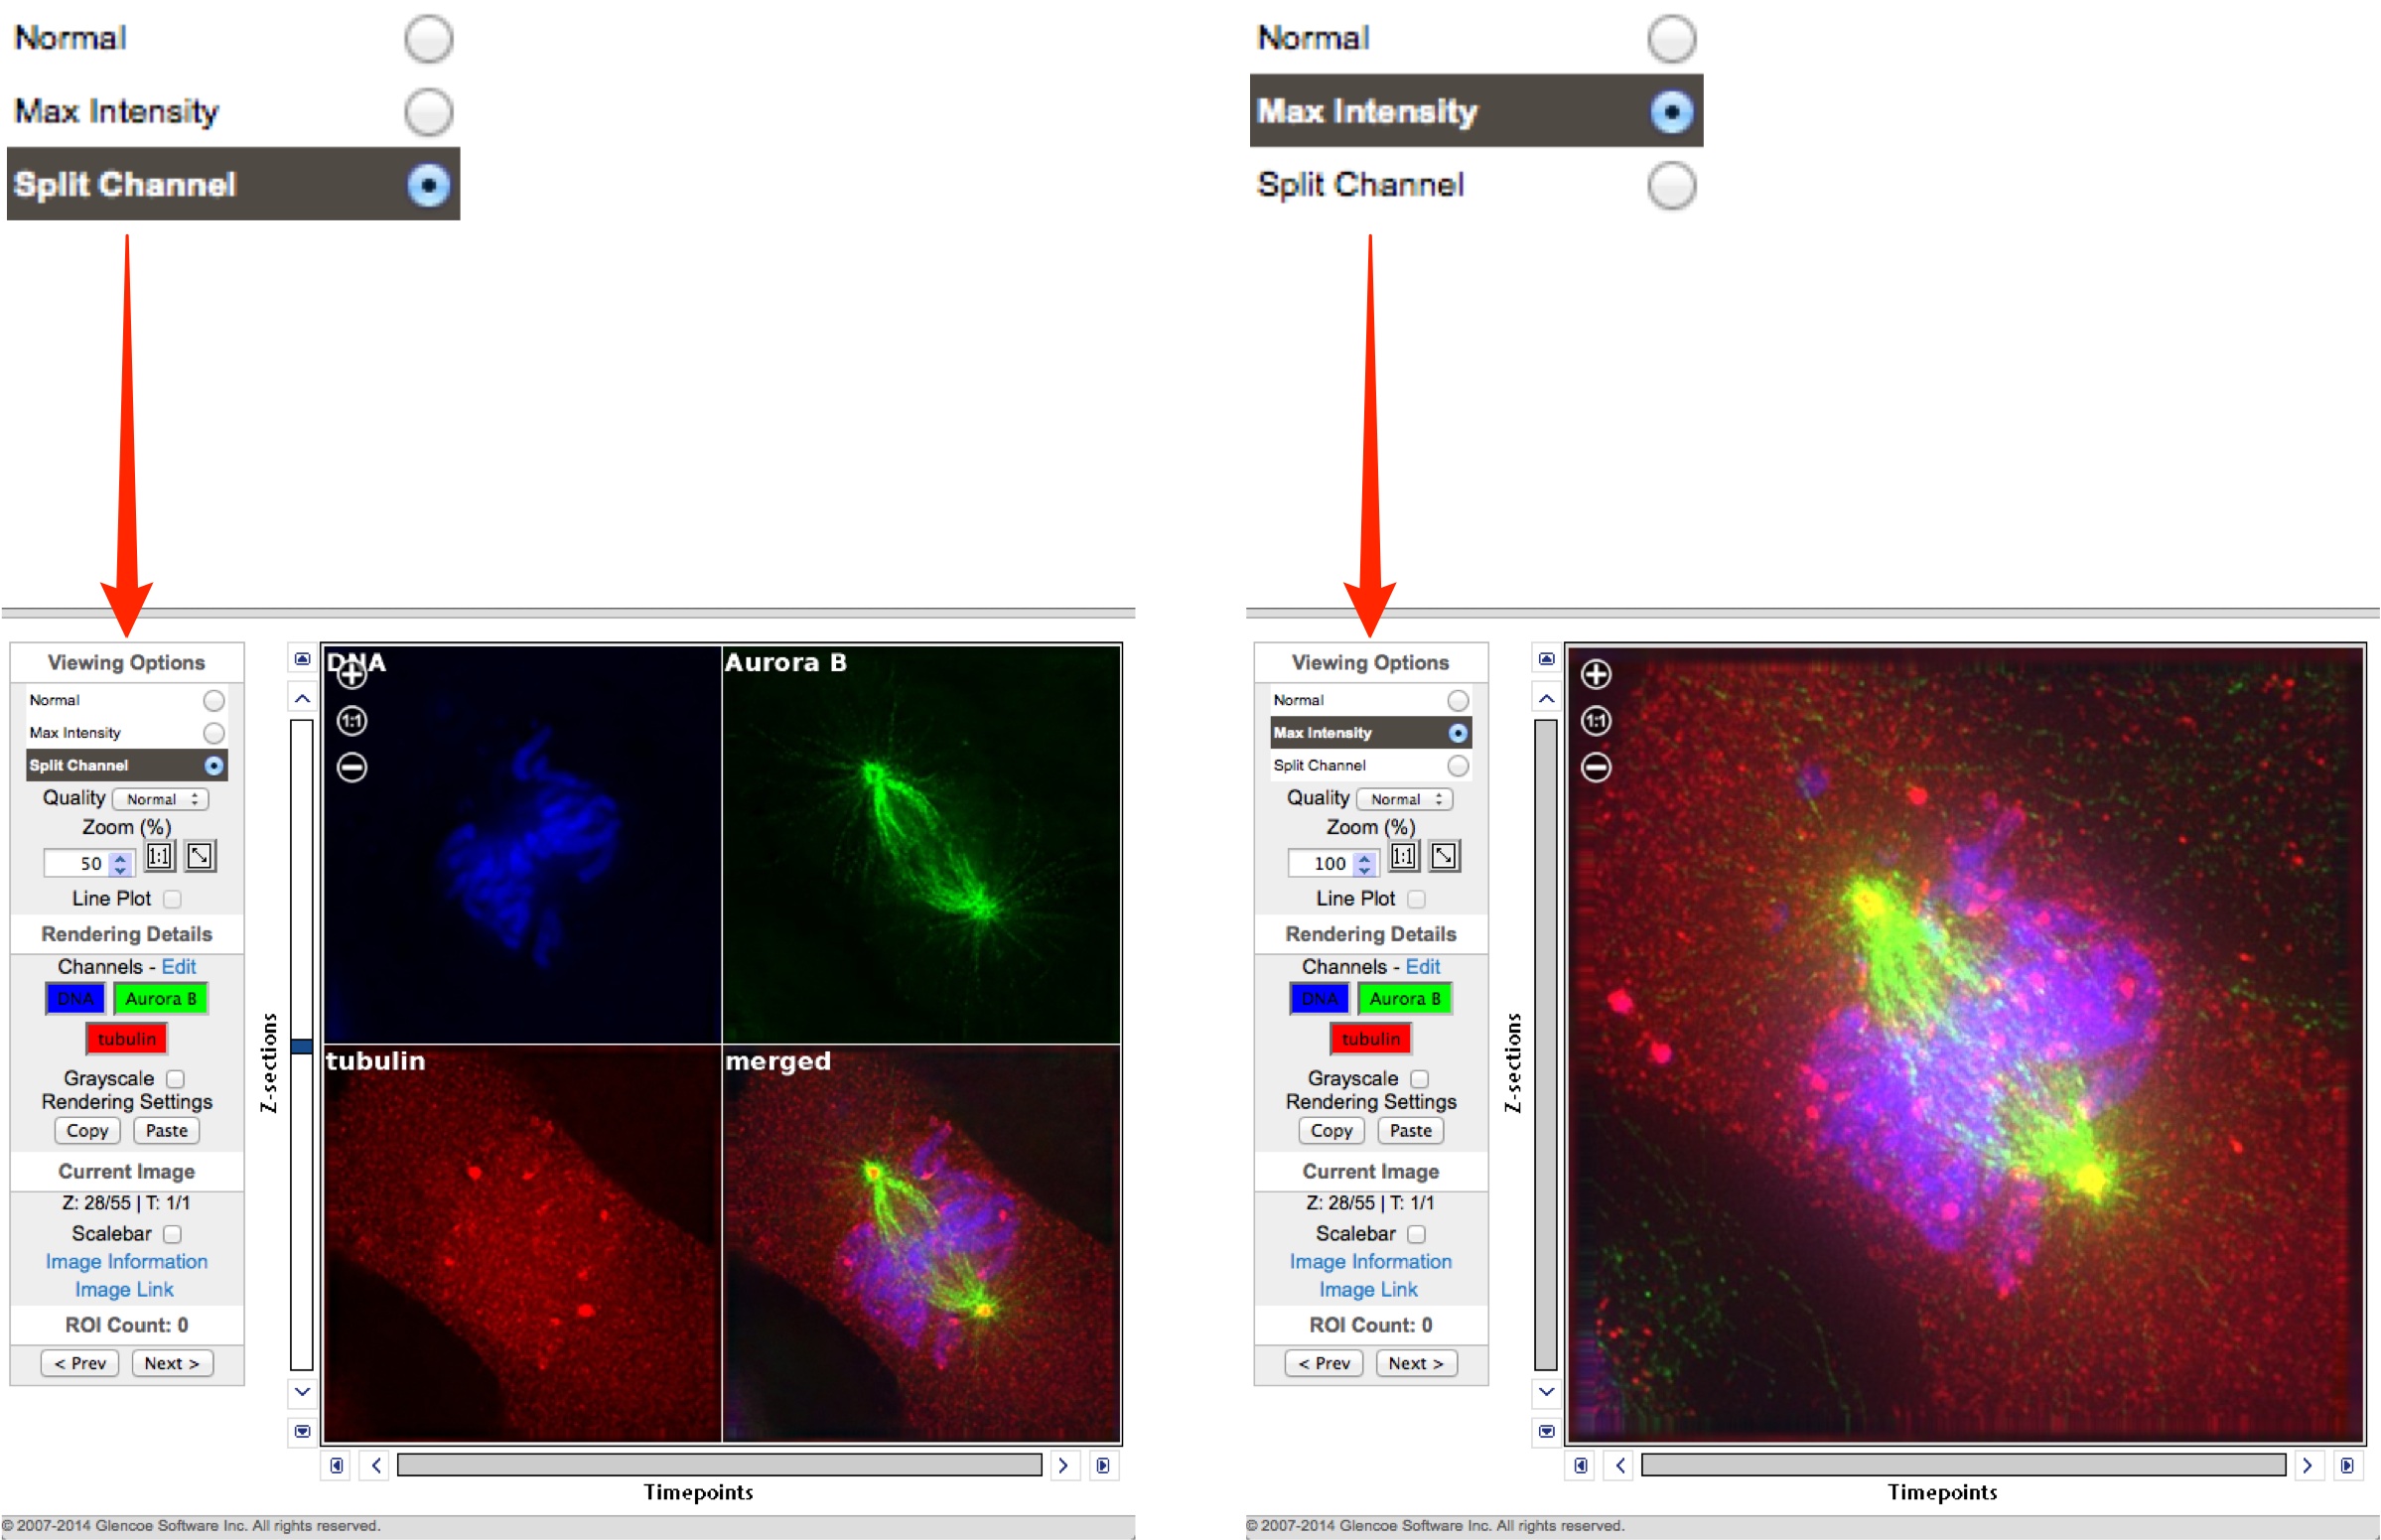 Normal
Max Intensity
Split Channel
Viewing Options
Normal
Max Intensity
Split Channel
Quality Normal
Zoom (%)
50 1:1
Line Plot
Rendering Details
Channels - Edit
DNA Aurora B
tubulin
Grayscale
Rendering Settings
Copy Paste
Current Image
Z: 28/55 | T: 1/1
Scalebar
Image Information
Image Link
ROI Count: 0
< Prev Next >
Z-sections
DNA
1:1
Aurora B
tubulin
merged
Timepoints
© 2007-2014 Glencoe Software Inc. All rights reserved.
Normal
Max Intensity
Split Channel
Viewing Options
Normal
Max Intensity
Split Channel
Quality Normal
Zoom (%)
100 1:1
Line Plot
Rendering Details
Channels - Edit
DNA Aurora B
tubulin
Grayscale
Rendering Settings
Copy Paste
Current Image
Z: 28/55 | T: 1/1
Scalebar
Image Information
Image Link
ROI Count: 0
< Prev Next >
Z-sections
1:1
Timepoints
© 2007-2014 Glencoe Software Inc. All rights reserved.